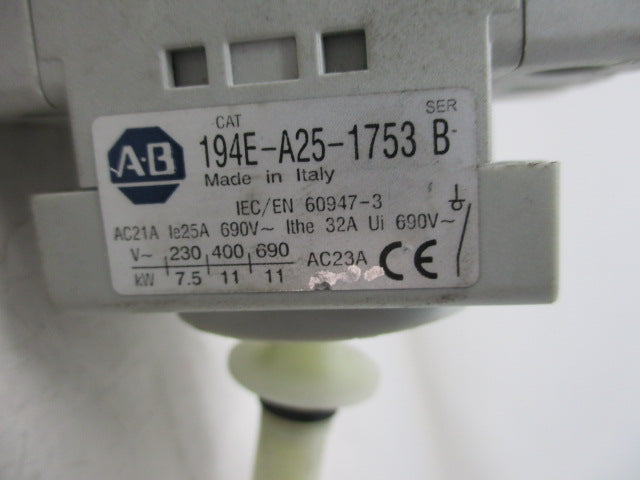 CAT SER
A-B 194E-A25-1753 B
Made in Italy
IEC/EN 60947-3
AC21A Ie25A 690V~ Ithe 32A Ui 690V~
V~ 230 400 690 AC23A CE
kW 7.5 11 11